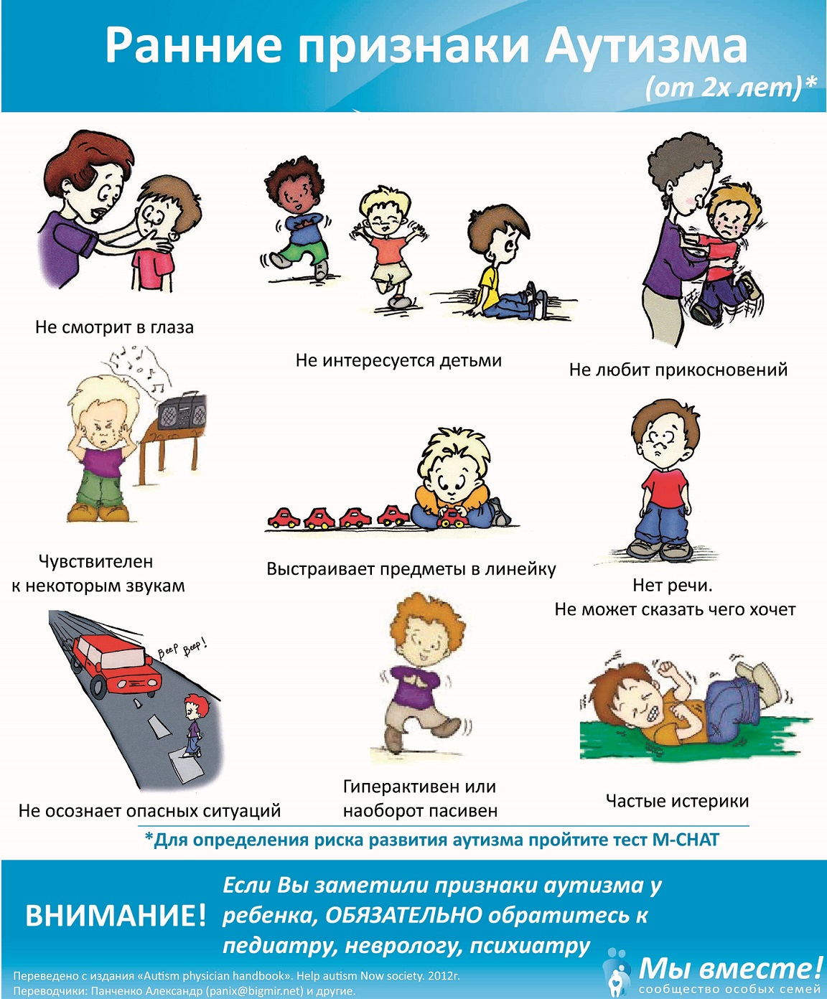 Ранние признаки Аутизма
(от 2х лет)*
Не смотрит в глаза
Не интересуется детьми
Не любит прикосновений
Чувствителен
к некоторым звукам
Выстраивает предметы в линейку
Нет речи.
Не может сказать чего хочет
Beep Beep!
Не осознает опасных ситуаций
Гиперактивен или
наоборот пасивен
Частые истерики
*Для определения риска развития аутизма пройтите тест M-CHAT
ВНИМАНИЕ!
Если Вы заметили признаки аутизма у
ребенка, ОБЯЗАТЕЛЬНО обратитесь к
педиатру, неврологу, психиатру
Переведено с издания «Autism physician handbook». Help autism Now society. 2012г.
Переводчики: Панченко Александр (panix@bigmir.net) и другие.
Мы вместе!
сообщество особых семей